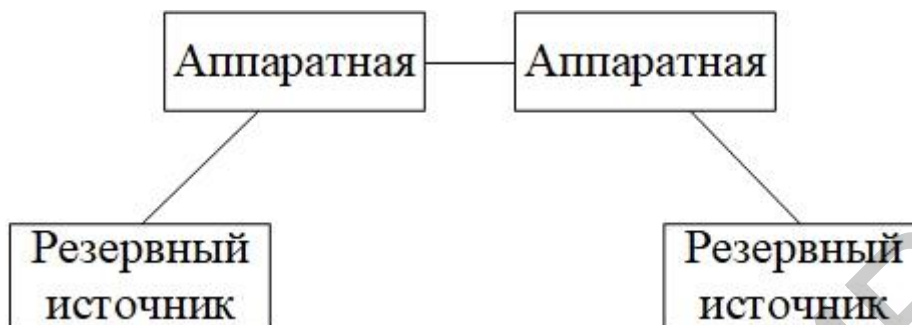 Аппаратная Аппаратная
Резервный Резервный
источник источник